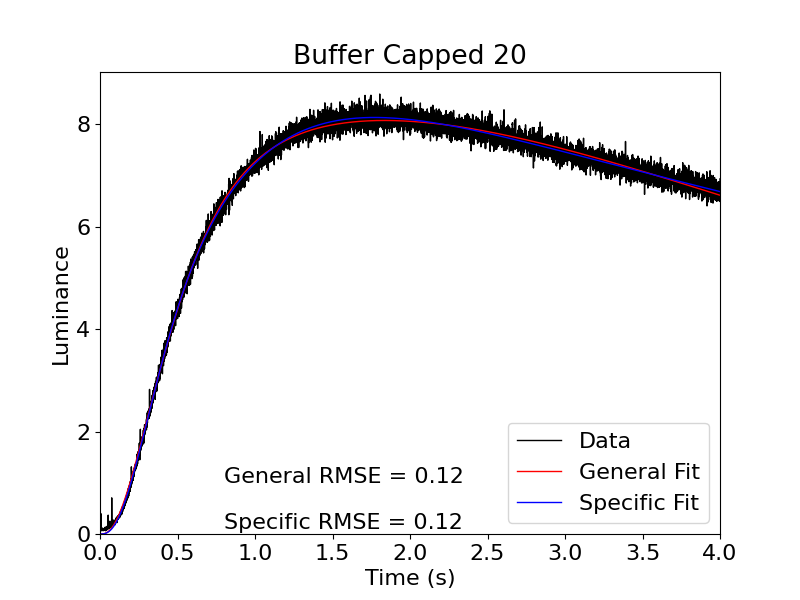 Buffer Capped 20
Luminance
8
6
4
2
0
General RMSE = 0.12
Specific RMSE = 0.12
Data
General Fit
Specific Fit
0.0 0.5 1.0 1.5 2.0 2.5 3.0 3.5 4.0
Time (s)